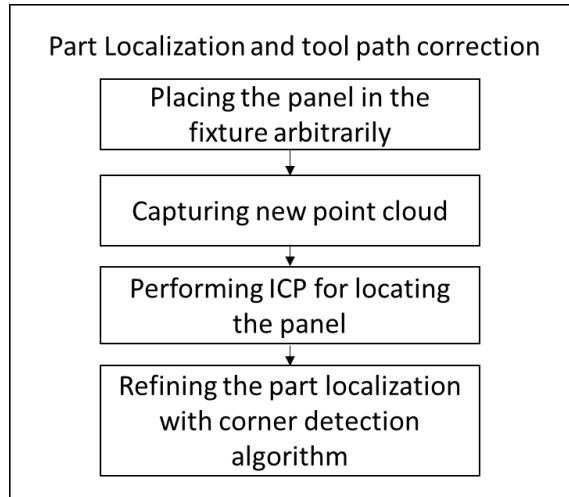 Part Localization and tool path correction
Placing the panel in the
fixture arbitrarily
Capturing new point cloud
Performing ICP for locating
the panel
Refining the part localization
with corner detection
algorithm